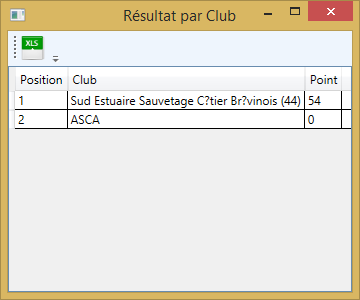 Résultat par Club
XLS
Position Club Point
1 Sud Estuaire Sauvetage C?tier Br?vinois (44) 54
2 ASCA 0